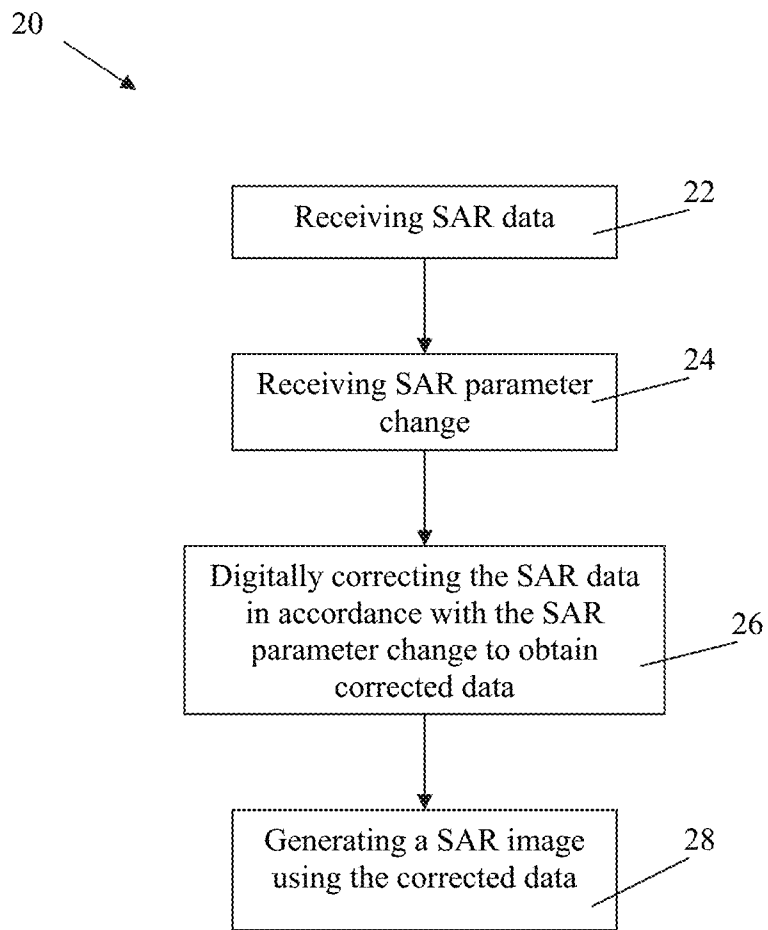 20
22
Receiving SAR data
24
Receiving SAR parameter
change
Digitally correcting the SAR data
in accordance with the SAR
parameter change to obtain
corrected data
26
Generating a SAR image
using the corrected data
28